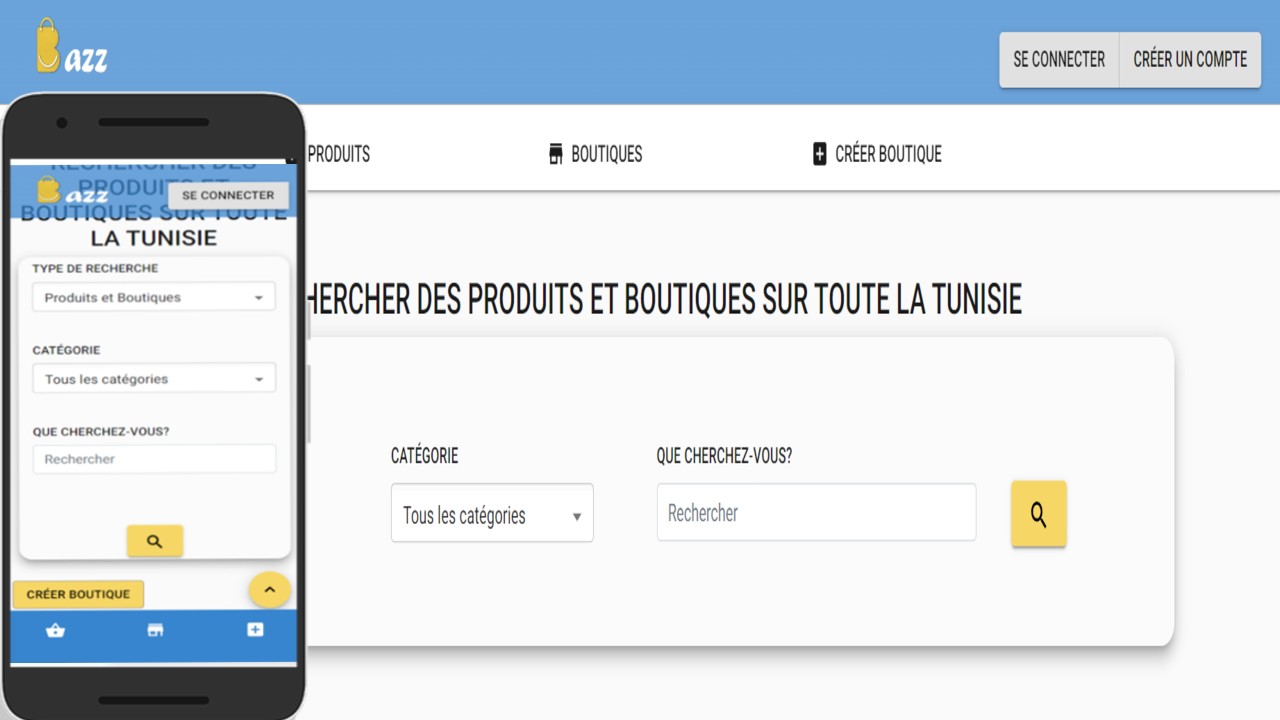 Bazz
SE CONNECTER
CRÉER UN COMPTE
PRODUITS
BOUTIQUES
CRÉER BOUTIQUE
HERCHER DES PRODUITS ET BOUTIQUES SUR TOUTE LA TUNISIE
CATÉGORIE
Tous les catégories
QUE CHERCHEZ-VOUS?
Rechercher
RECHERCHER DES
PRODUITS ET
Bazz
SE CONNECTER
BOUTIQUES SUR TOUTE
LA TUNISIE
TYPE DE RECHERCHE
Produits et Boutiques
CATÉGORIE
Tous les catégories
QUE CHERCHEZ-VOUS?
Rechercher
CRÉER BOUTIQUE